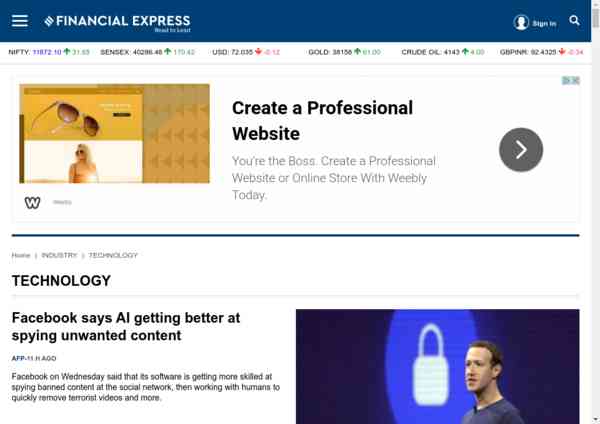 FINANCIAL EXPRESS
Read to Lead
Sign in
NIFTY: 11872.10 31.65 SENSEX: 40286.48 170.42 USD: 72.035 -0.12 GOLD: 38156 61.00 CRUDE OIL: 4143 4.00 GBPINR: 92.4325 -0.34
Create a Professional
Website
You're the Boss. Create a Professional
Website or Online Store With Weebly
Today.
Weebly
Home | INDUSTRY | TECHNOLOGY
TECHNOLOGY
Facebook says AI getting better at
spying unwanted content
AFP-11 H AGO
Facebook on Wednesday said that its software is getting more skilled at
spying banned content at the social network, then working with humans to
quickly remove terrorist videos and more.